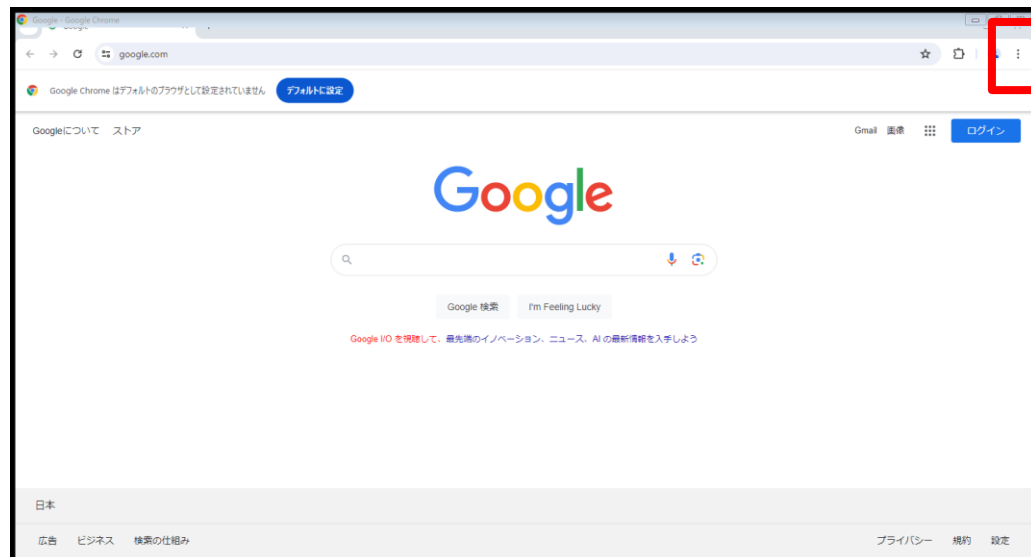 Google - Google Chrome
google.com
Google Chrome はデフォルトのブラウザとして設定されていません デフォルトに設定
Googleについて ストア Gmail 画像 ログイン
Google
Google 検索 I'm Feeling Lucky
Google I/O を視聴して、最先端のイノベーション、ニュース、AI の最新情報を入手しよう
日本
広告 ビジネス 検索の仕組み プライバシー 規約 設定